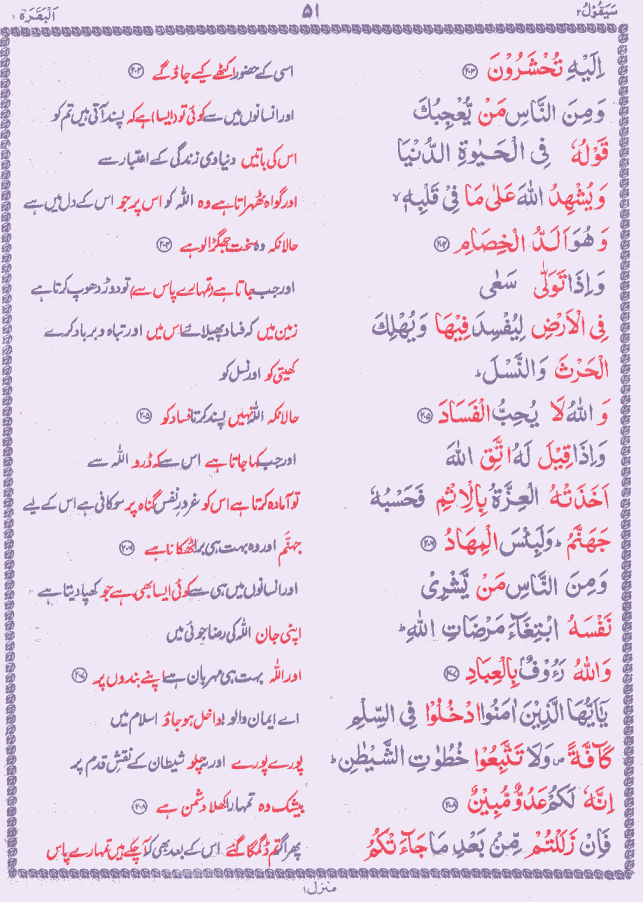 سَیَقُوْلُ٢
٥١
اَلْبَقَرَة ٢
اِلَیْهِ تُحْشَرُوْنَ ٢٠٣ اسی کے حضور اکٹھے کیے جاؤ گے ٢٠٣
وَمِنَ النَّاسِ مَنْ یُّعْجِبُكَ اور انسانوں میں سے کوئی تو (ایسا) ہے کہ پسند آتی ہیں تم کو
قَوْلُهٗ فِی الْحَیٰوةِ الدُّنْیَا اس کی باتیں دنیاوی زندگی کے اعتبار سے
وَیُشْهِدُ اللّٰهَ عَلٰی مَا فِیْ قَلْبِهٖ ۙ اور گواہ ٹھہراتا ہے وہ اللہ کو اس پر جو اس کے دل میں ہے
وَهُوَ اَلَدُّ الْخِصَامِ ٢٠٤ حالانکہ وہ سخت جھگڑالو ہے ٢٠٤
وَاِذَا تَوَلّٰی سَعٰی اور جب جاتا ہے (تمہارے پاس سے) تو دوڑ دھوپ کرتا ہے
فِی الْاَرْضِ لِیُفْسِدَ فِیْهَا وَیُهْلِكَ زمین میں کہ فساد پھیلائے اس میں اور تباہ و برباد کرے
الْحَرْثَ وَالنَّسْلَ ؕ کھیتی کو اور نسل کو
وَاللّٰهُ لَا یُحِبُّ الْفَسَادَ ٢٠٥ حالانکہ اللہ نہیں پسند کرتا فساد کو ٢٠٥
وَاِذَا قِیْلَ لَهُ اتَّقِ اللّٰهَ اور جب کہا جاتا ہے اس سے کہ ڈرو اللہ سے
اَخَذَتْهُ الْعِزَّةُ بِالْاِثْمِ فَحَسْبُهٗ تو آمادہ کرتا ہے اس کو غرورِ نفس گناہ پر سو کافی ہے اس کے لیے
جَهَنَّمُ ؕ وَلَبِئْسَ الْمِهَادُ ٢٠٦ جہنّم اور وہ بہت ہی برا ٹھکانا ہے ٢٠٦
وَمِنَ النَّاسِ مَنْ یَّشْرِیْ اور انسانوں میں ہی سے کوئی ایسا بھی ہے جو کھپا دیتا ہے
نَفْسَهُ ابْتِغَآءَ مَرْضَاتِ اللّٰهِ ؕ اپنی جان اللہ کی رضا جوئی میں
وَاللّٰهُ رَءُوْفٌۢ بِالْعِبَادِ ٢٠٧ اور اللہ بہت ہی مہربان ہے اپنے بندوں پر ٢٠٧
یٰۤاَیُّهَا الَّذِیْنَ اٰمَنُوا ادْخُلُوْا فِی السِّلْمِ اے ایمان والو! داخل ہو جاؤ اسلام میں
كَآفَّةً ۪ وَلَا تَتَّبِعُوْا خُطُوٰتِ الشَّیْطٰنِ ؕ پورے پورے اور نہ چلو شیطان کے نقشِ قدم پر
اِنَّهٗ لَكُمْ عَدُوٌّ مُّبِیْنٌ ٢٠٨ بیشک وہ تمہارا کھلا دشمن ہے ٢٠٨
فَاِنْ زَلَلْتُمْ مِّنْۢ بَعْدِ مَا جَآءَتْكُمُ پھر اگر تم ڈگمگا گئے اس کے بعد بھی کہ آ چکے ہیں تمہارے پاس
منزل ١